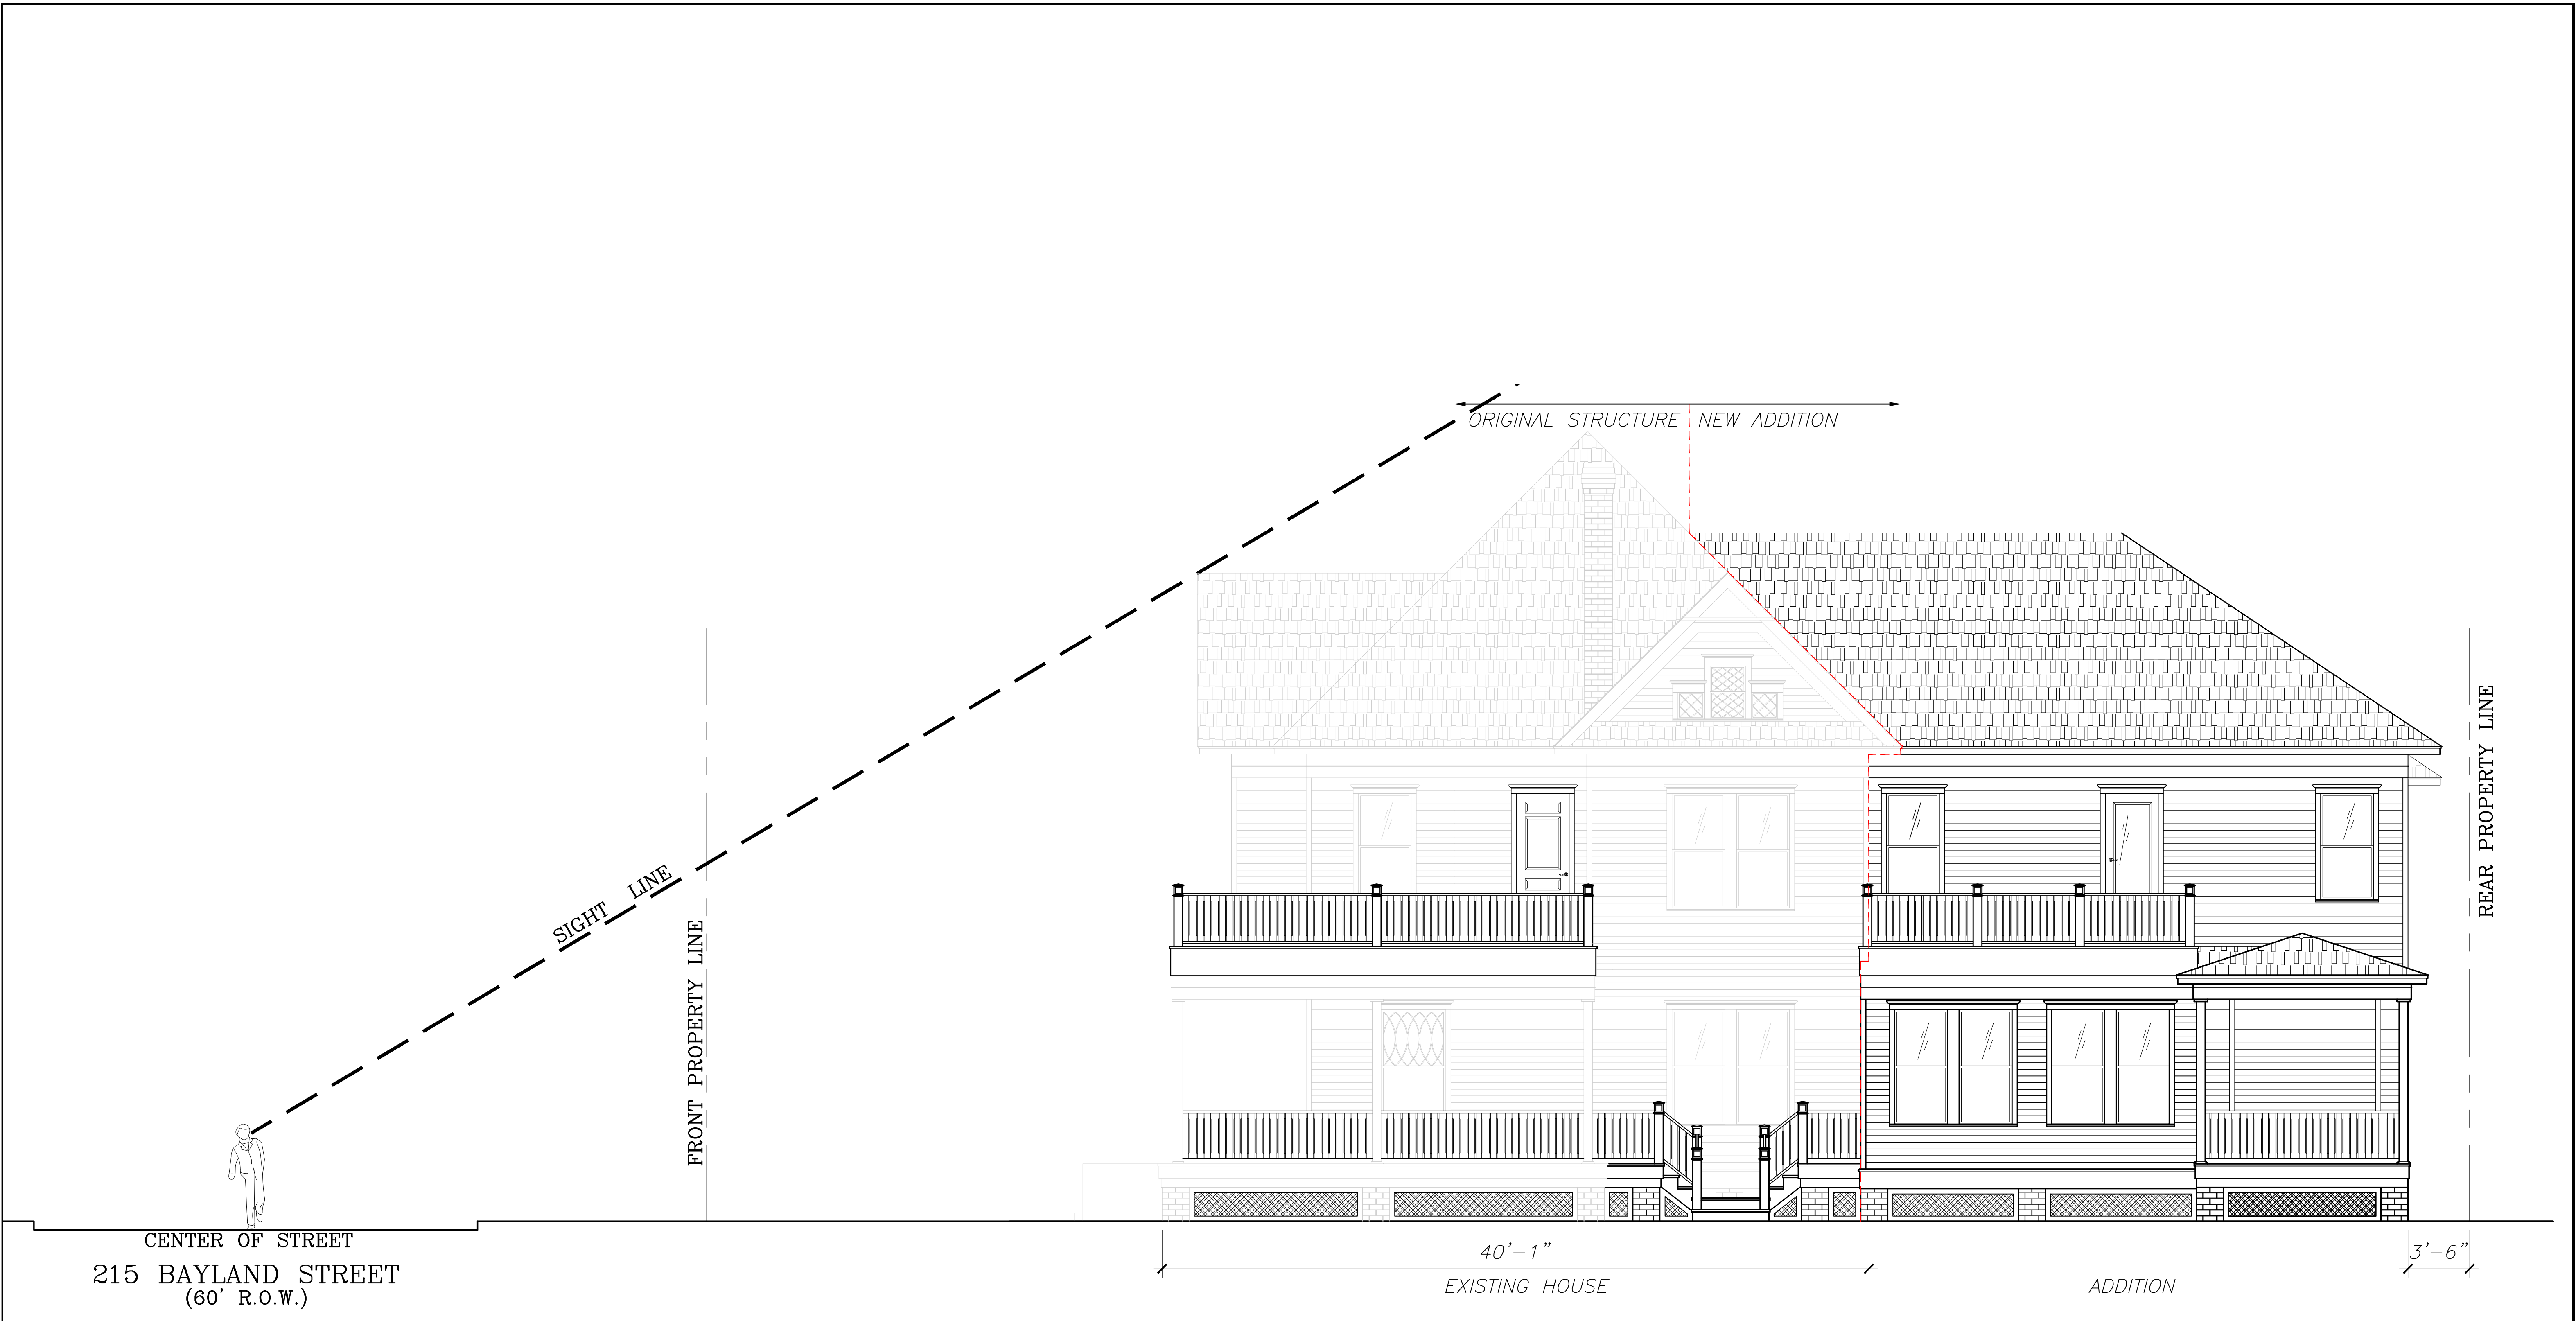 ORIGINAL STRUCTURE NEW ADDITION
SIGHT LINE
FRONT PROPERTY LINE
REAR PROPERTY LINE
CENTER OF STREET
215 BAYLAND STREET
(60' R.O.W.)
40'-1"
EXISTING HOUSE
ADDITION
3'-6"